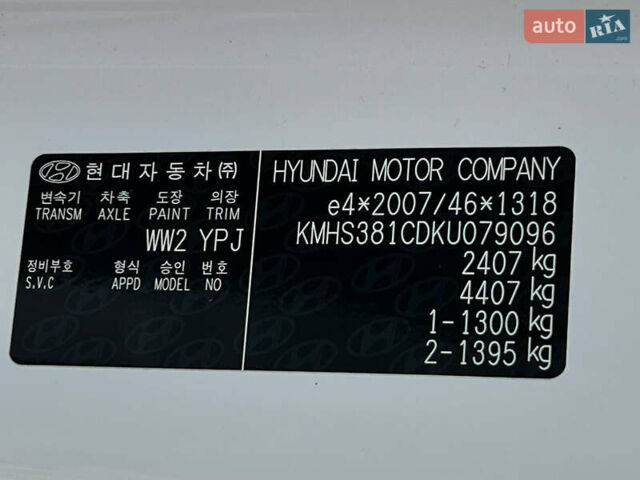 auto RIA.com
현대자동차㈜
변속기 차축 도장 의장
TRANSM AXLE PAINT TRIM
WW2 YPJ
정비부호 형식 승인 번호
S.V.C APPD MODEL NO
HYUNDAI MOTOR COMPANY
e4*2007/46*1318
KMHS381CDKU079096
2407 kg
4407 kg
1-1300 kg
2-1395 kg